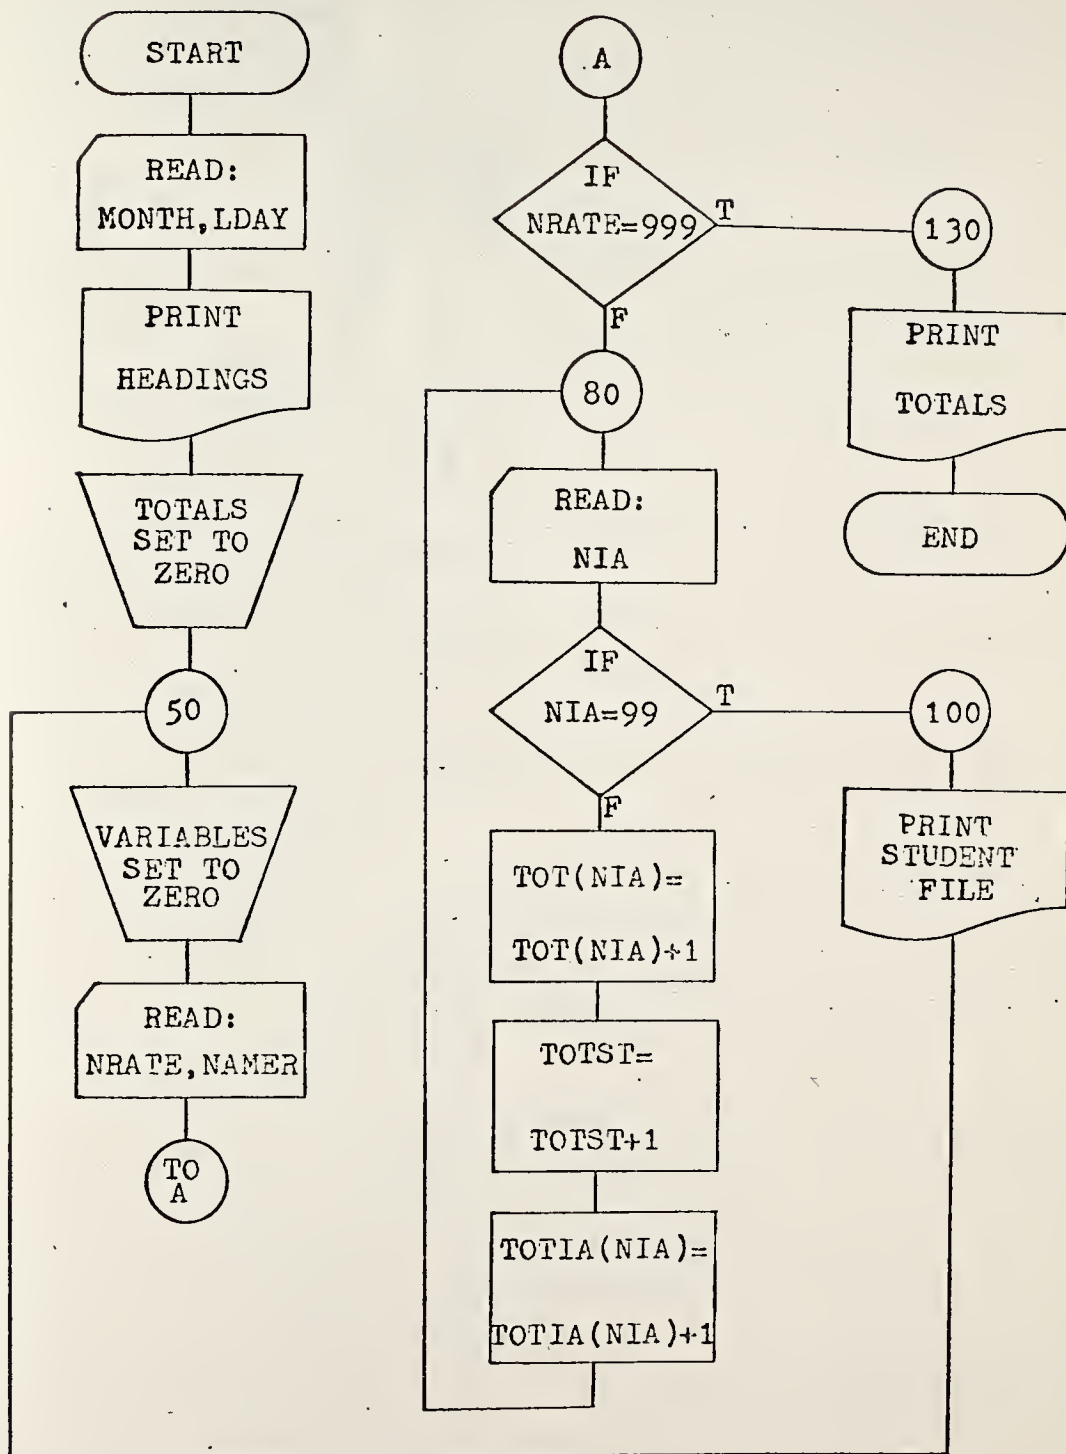 START
READ:
MONTH,LDAY
PRINT
HEADINGS
TOTALS
SET TO
ZERO
50
VARIABLES
SET TO
ZERO
READ:
NRATE,NAMER
TO
A
A
IF
NRATE=999
T
F
130
PRINT
TOTALS
END
80
READ:
NIA
IF
NIA=99
T
F
100
PRINT
STUDENT
FILE
TOT(NIA)=
TOT(NIA)+1
TOTST=
TOTST+1
TOTIA(NIA)=
TOTIA(NIA)+1